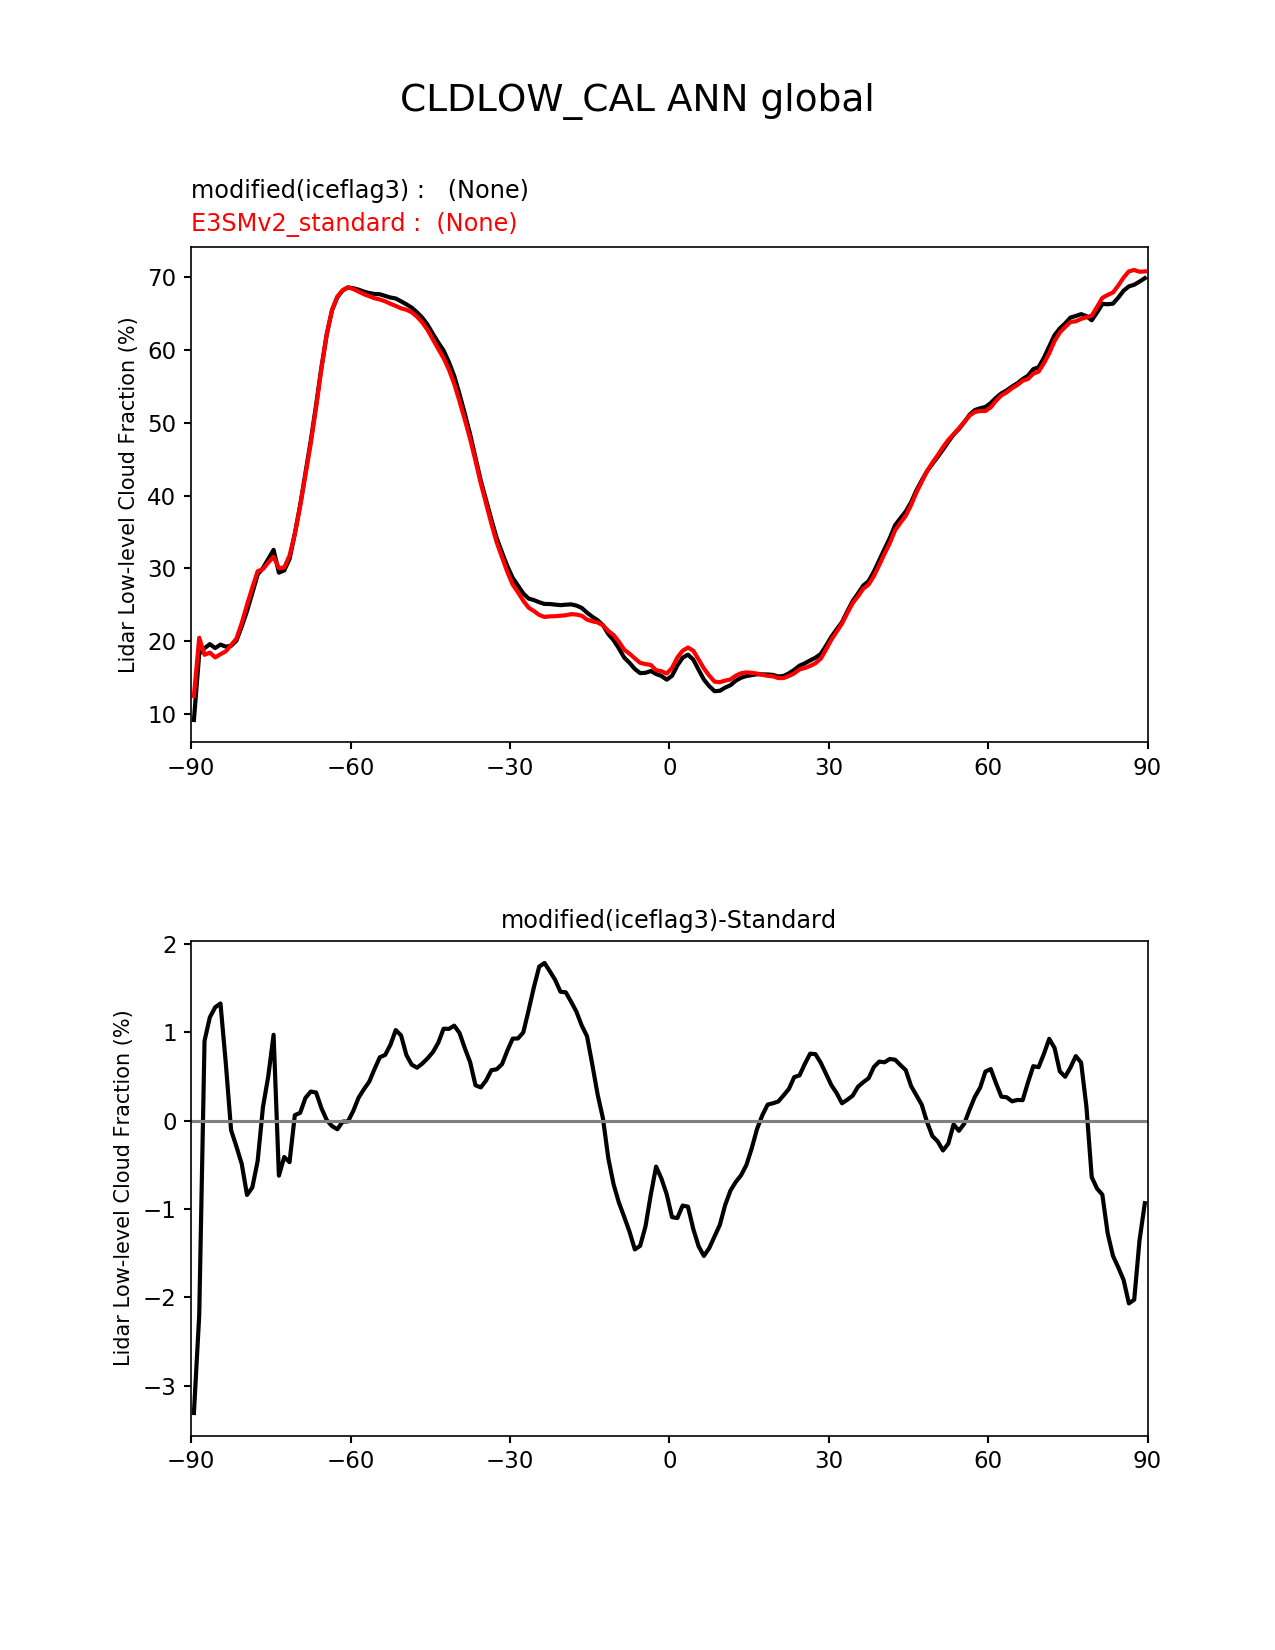 CLDLOW_CAL ANN global
modified(iceflag3) :   (None)
E3SMv2_standard :  (None)
Lidar Low-level Cloud Fraction (%)
70
60
50
40
30
20
10
−90 −60 −30 0 30 60 90
modified(iceflag3)-Standard
Lidar Low-level Cloud Fraction (%)
2
1
0
−1
−2
−3
−90 −60 −30 0 30 60 90